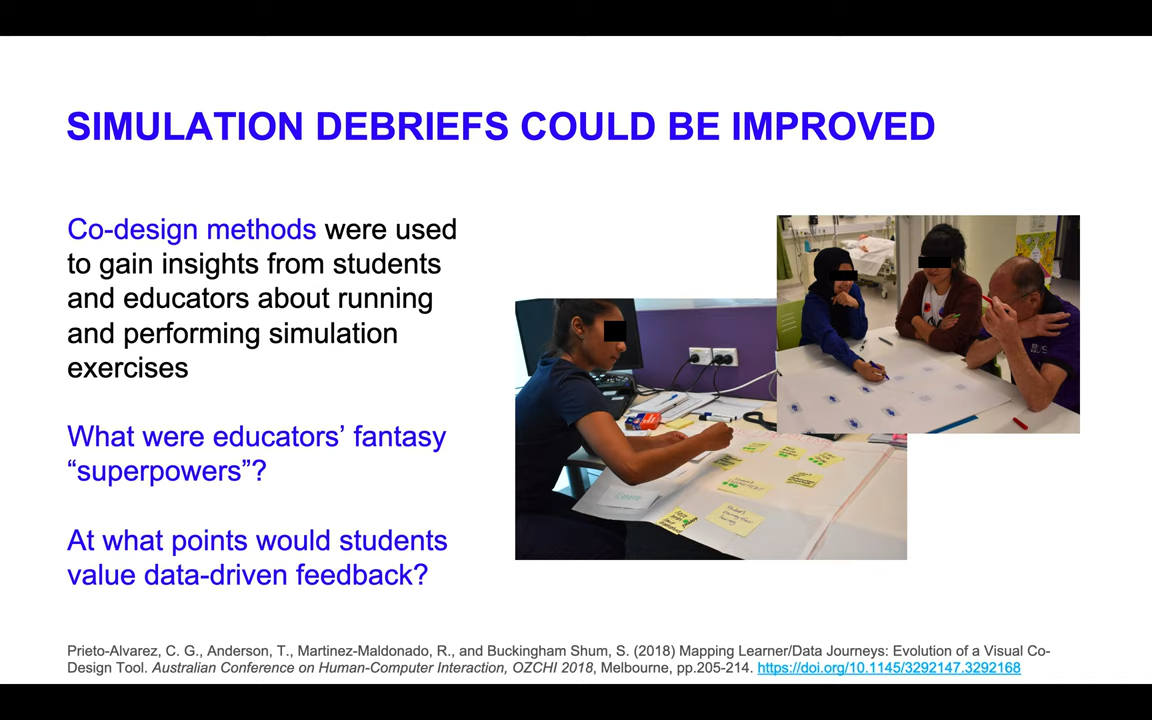 SIMULATION DEBRIEFS COULD BE IMPROVED
Co-design methods were used
to gain insights from students
and educators about running
and performing simulation
exercises
What were educators’ fantasy
“superpowers”?
At what points would students
value data-driven feedback?
Prieto-Alvarez, C. G., Anderson, T., Martinez-Maldonado, R., and Buckingham Shum, S. (2018) Mapping Learner/Data Journeys: Evolution of a Visual Co-
Design Tool. Australian Conference on Human-Computer Interaction, OZCHI 2018, Melbourne, pp.205-214. https://doi.org/10.1145/3292147.3292168